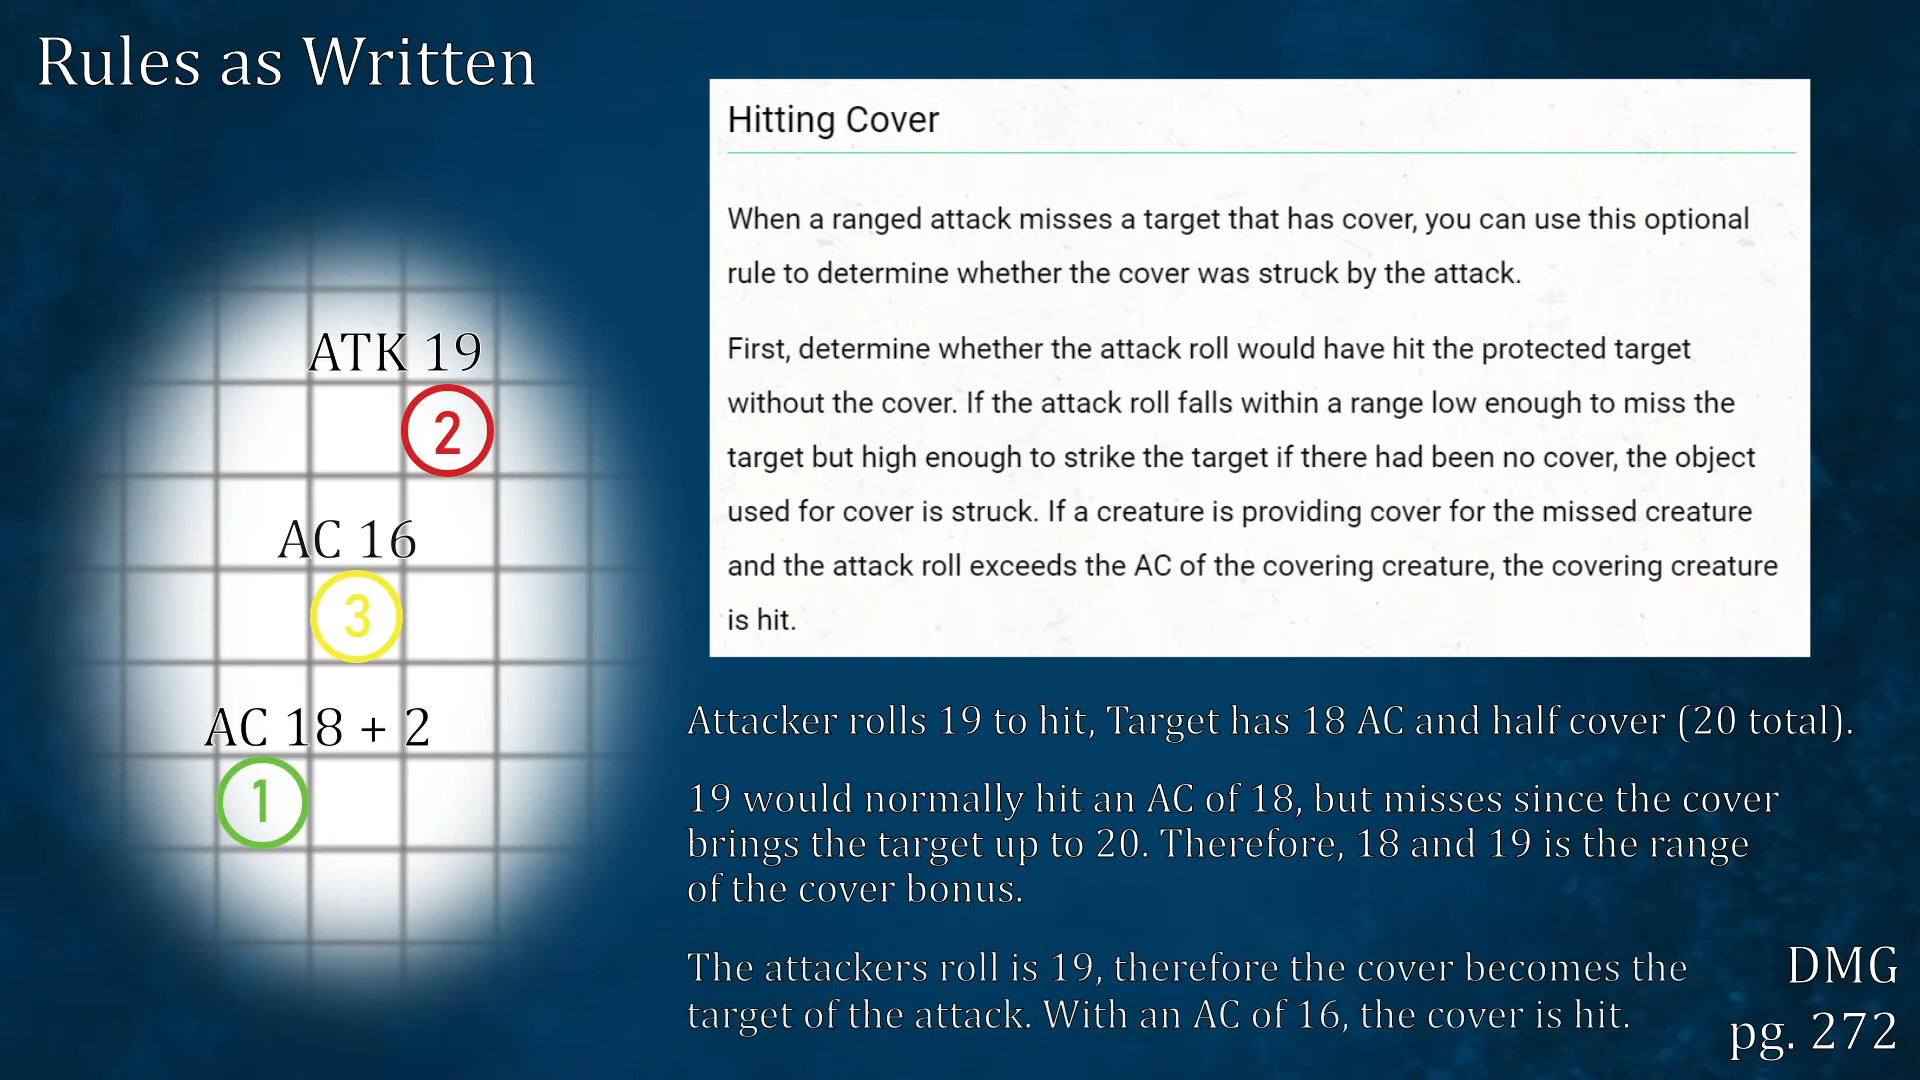 Rules as Written
ATK 19
2
AC 16
3
AC 18 + 2
1
Hitting Cover
When a ranged attack misses a target that has cover, you can use this optional
rule to determine whether the cover was struck by the attack.
First, determine whether the attack roll would have hit the protected target
without the cover. If the attack roll falls within a range low enough to miss the
target but high enough to strike the target if there had been no cover, the object
used for cover is struck. If a creature is providing cover for the missed creature
and the attack roll exceeds the AC of the covering creature, the covering creature
is hit.
Attacker rolls 19 to hit, Target has 18 AC and half cover (20 total).
19 would normally hit an AC of 18, but misses since the cover
brings the target up to 20. Therefore, 18 and 19 is the range
of the cover bonus.
The attackers roll is 19, therefore the cover becomes the
target of the attack. With an AC of 16, the cover is hit.
DMG
pg. 272